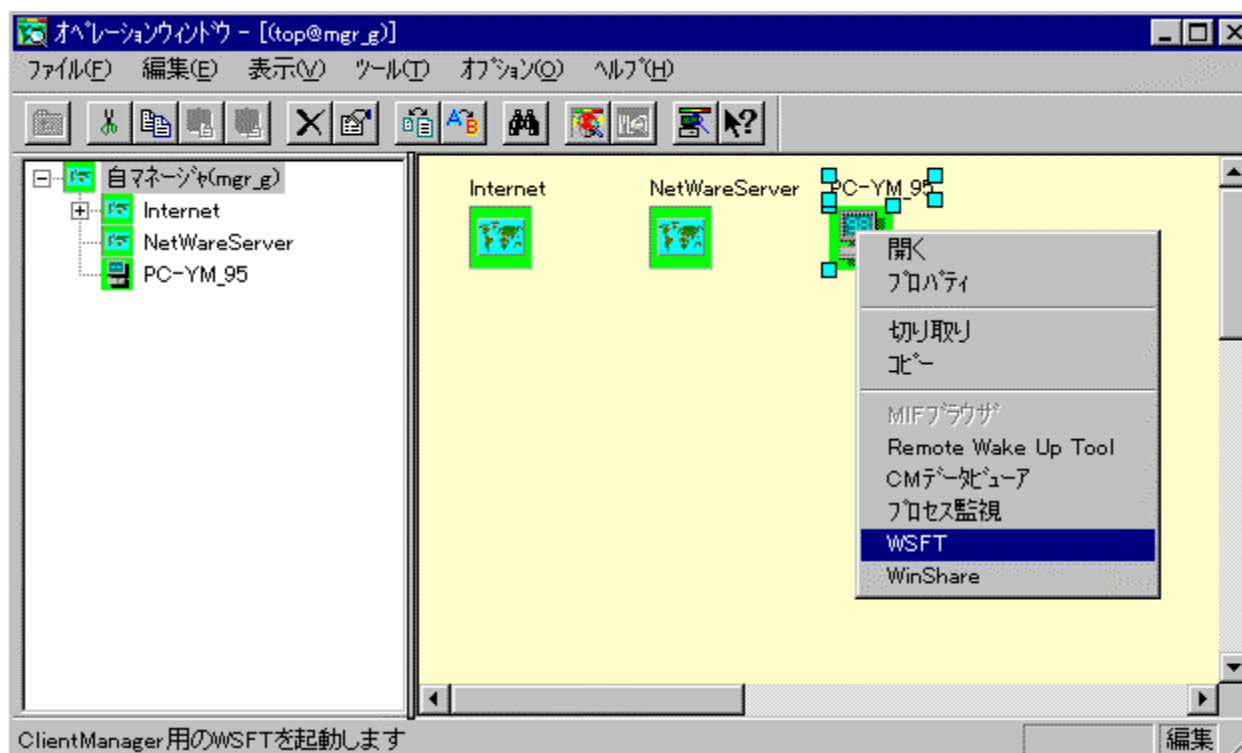 オペレーションウィンドウ - [(top@mgr_g)]
ファイル(F) 編集(E) 表示(V) ツール(T) オプション(O) ヘルプ(H)
自マネージャ(mgr_g)
Internet
NetWareServer
PC-YM_95
Internet
NetWareServer
PC-YM_95
開く
プロパティ
切り取り
コピー
MIFブラウザ
Remote Wake Up Tool
CMデータビューア
プロセス監視
WSFT
WinShare
ClientManager用のWSFTを起動します
編集